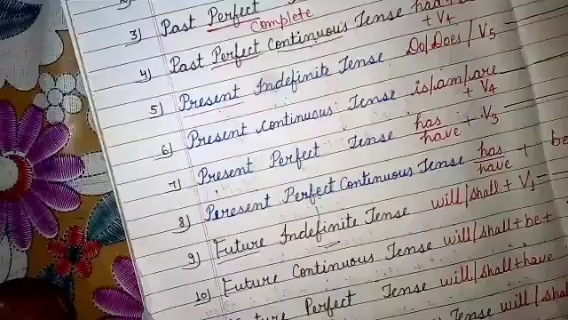 3) Past Perfect
Complete
4) Past Perfect Continuous Tense had + V4
5) Present Indefinite Tense Do/Does / V5
6) Present Continuous Tense is/am/are + V4
7) Present Perfect Tense has/have + V3
8) Peresent Perfect Continuous Tense has/have + be
9) Future Indefinite Tense will/shall + V1
10) Future Continuous Tense will/shall + be +
Perfect Tense will/shall + have
Tense will/